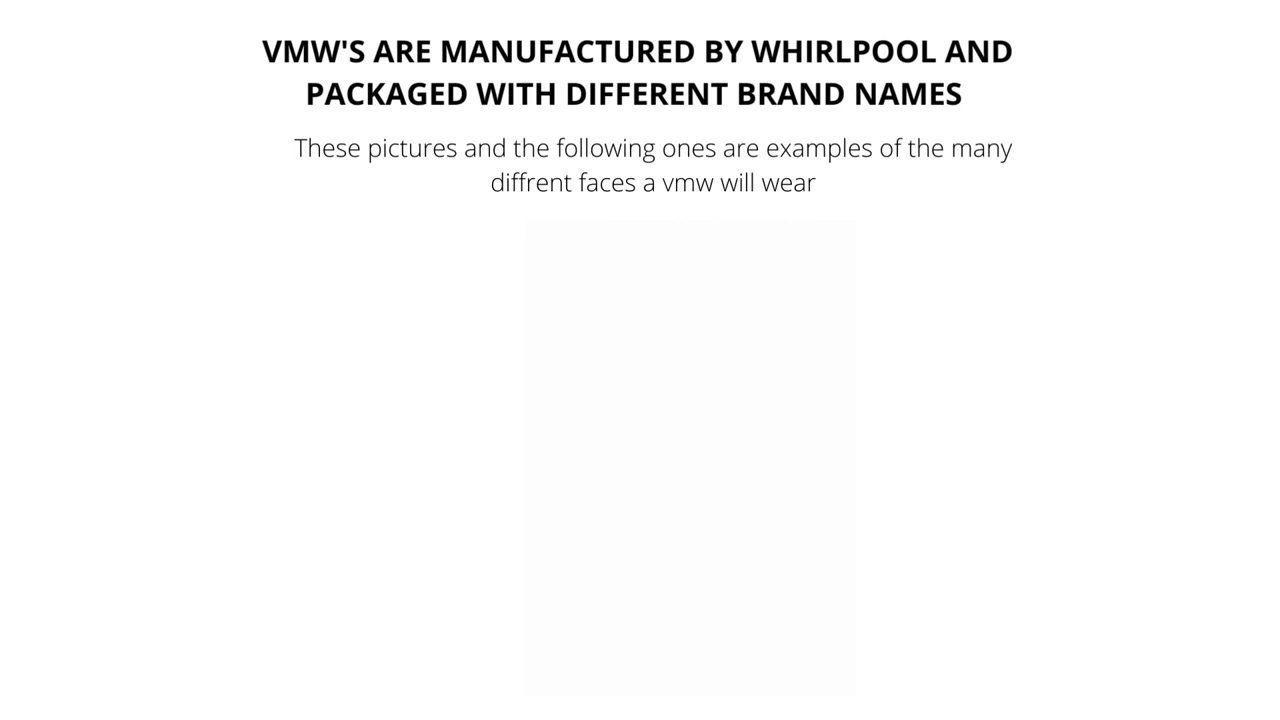 VMW'S ARE MANUFACTURED BY WHIRLPOOL AND
PACKAGED WITH DIFFERENT BRAND NAMES
These pictures and the following ones are examples of the many
diffrent faces a vmw will wear